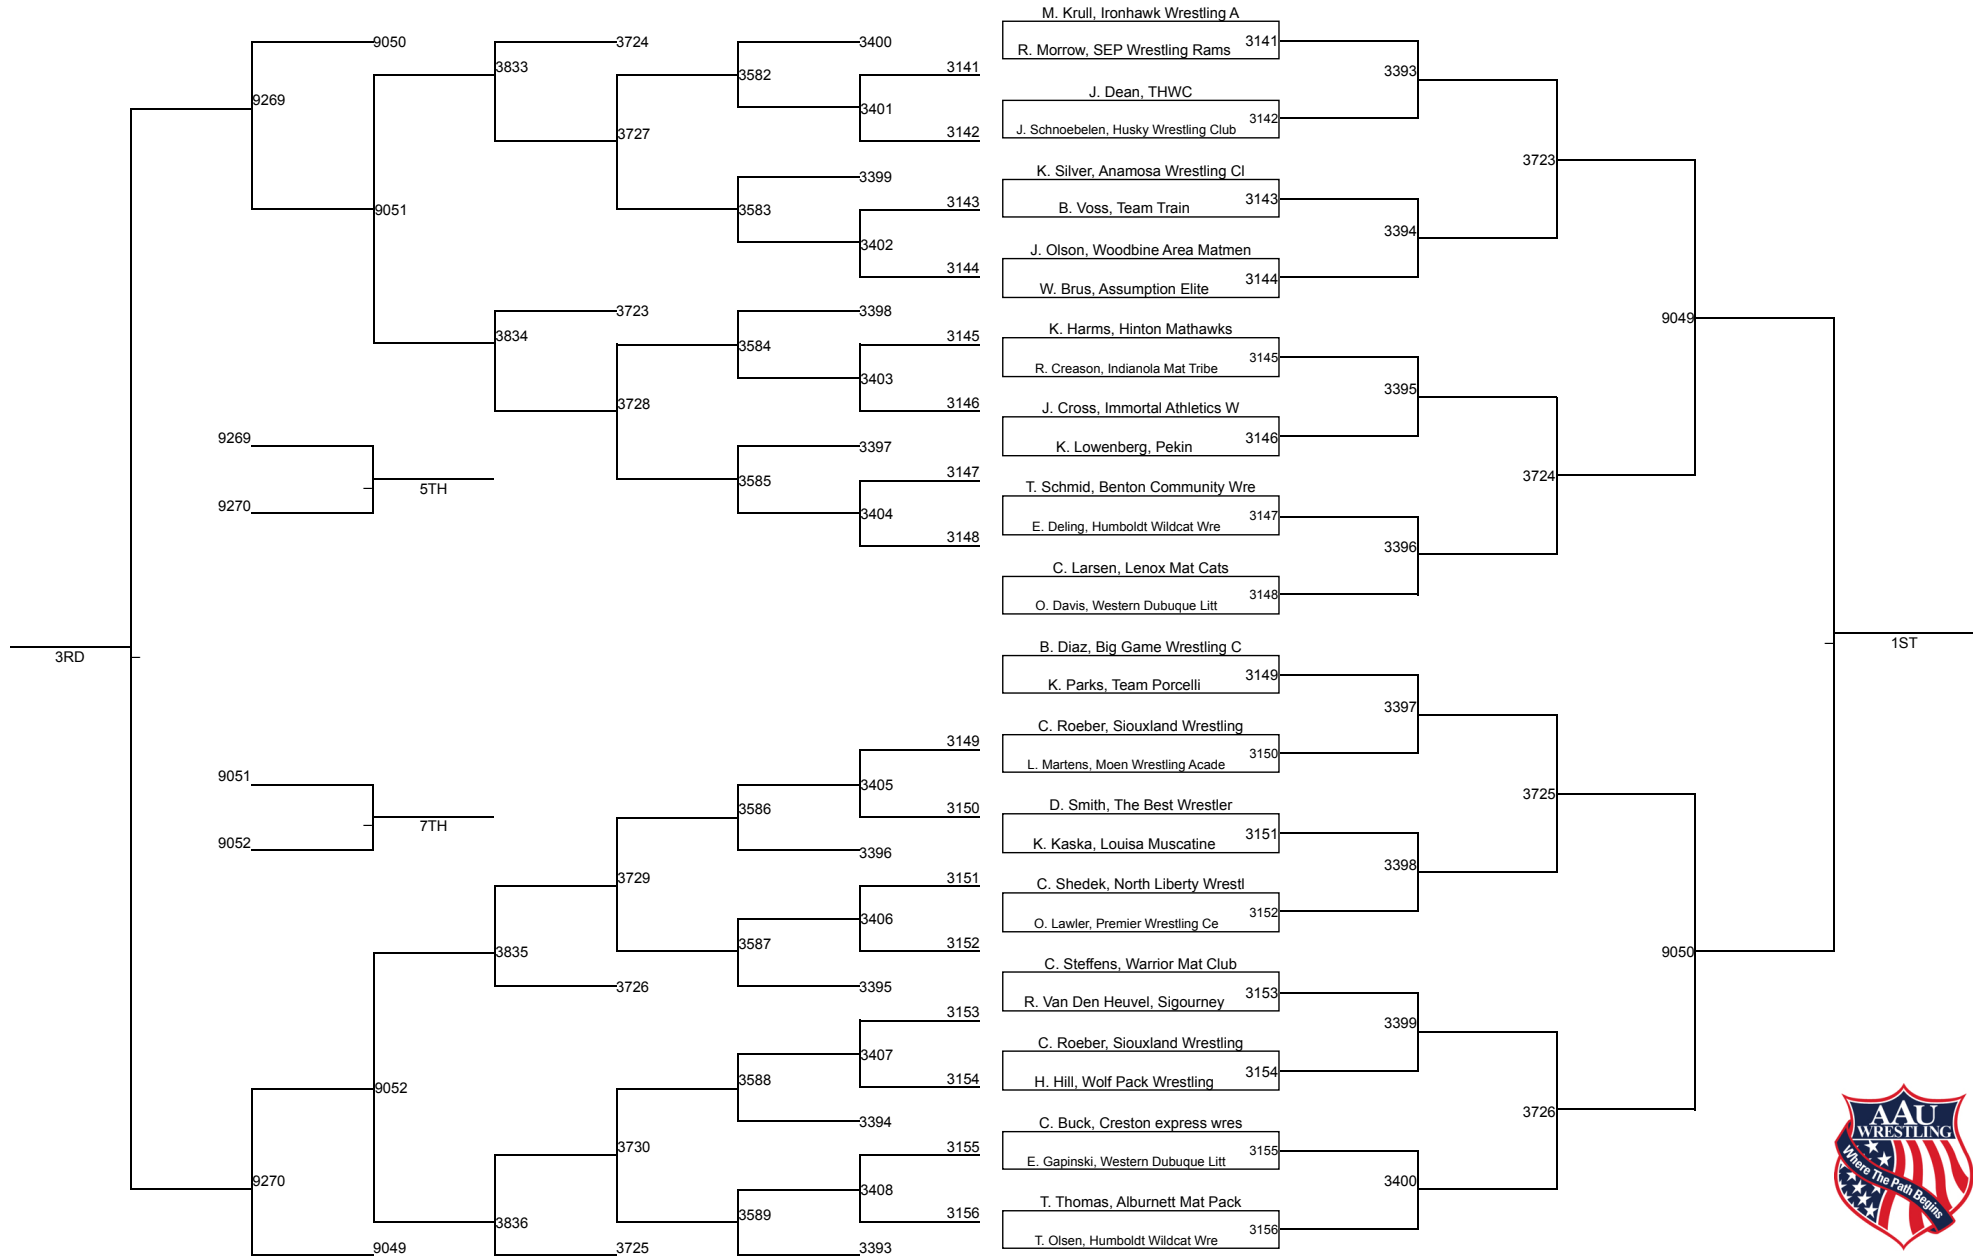 M. Krull, Ironhawk Wrestling A
3141
R. Morrow, SEP Wrestling Rams
J. Dean, THWC
3142
J. Schnoebelen, Husky Wrestling Club
K. Silver, Anamosa Wrestling Cl
3143
B. Voss, Team Train
J. Olson, Woodbine Area Matmen
3144
W. Brus, Assumption Elite
K. Harms, Hinton Mathawks
3145
R. Creason, Indianola Mat Tribe
J. Cross, Immortal Athletics W
3146
K. Lowenberg, Pekin
T. Schmid, Benton Community Wre
3147
E. Deling, Humboldt Wildcat Wre
C. Larsen, Lenox Mat Cats
3148
O. Davis, Western Dubuque Litt
B. Diaz, Big Game Wrestling C
3149
K. Parks, Team Porcelli
C. Roeber, Siouxland Wrestling
3150
L. Martens, Moen Wrestling Acade
D. Smith, The Best Wrestler
3151
K. Kaska, Louisa Muscatine
C. Shedek, North Liberty Wrestl
3152
O. Lawler, Premier Wrestling Ce
C. Steffens, Warrior Mat Club
3153
R. Van Den Heuvel, Sigourney
C. Roeber, Siouxland Wrestling
3154
H. Hill, Wolf Pack Wrestling
C. Buck, Creston express wres
3155
E. Gapinski, Western Dubuque Litt
T. Thomas, Alburnett Mat Pack
3156
T. Olsen, Humboldt Wildcat Wre
3393
3394
3395
3396
3397
3398
3399
3400
3723
3724
3725
3726
9049
9050
1ST
3141
3142
3143
3144
3145
3146
3147
3148
3149
3150
3151
3152
3153
3154
3155
3156
3400
3401
3399
3402
3398
3403
3397
3404
3405
3396
3406
3395
3407
3394
3408
3393
3582
3583
3584
3585
3586
3587
3588
3589
3724
3727
3723
3728
3729
3726
3730
3725
3833
3834
3835
3836
9050
9051
9052
9049
9269
9270
9269
9270
5TH
9051
9052
7TH
3RD
AAU
WRESTLING
Where The Path Begins